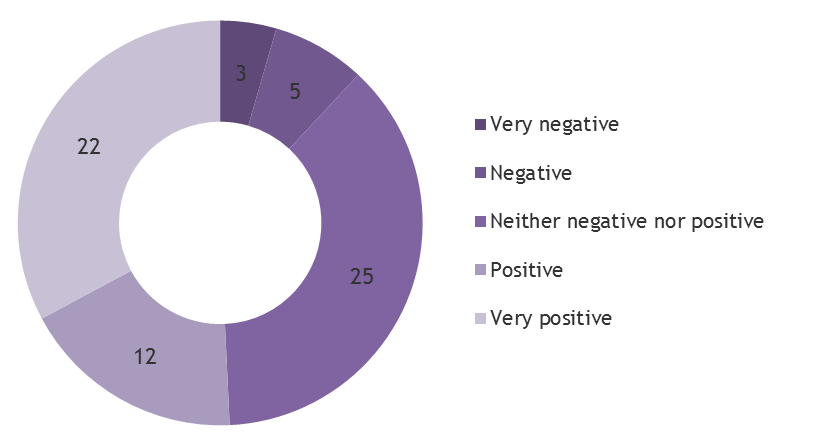 3
5
22
25
12
Very negative
Negative
Neither negative nor positive
Positive
Very positive